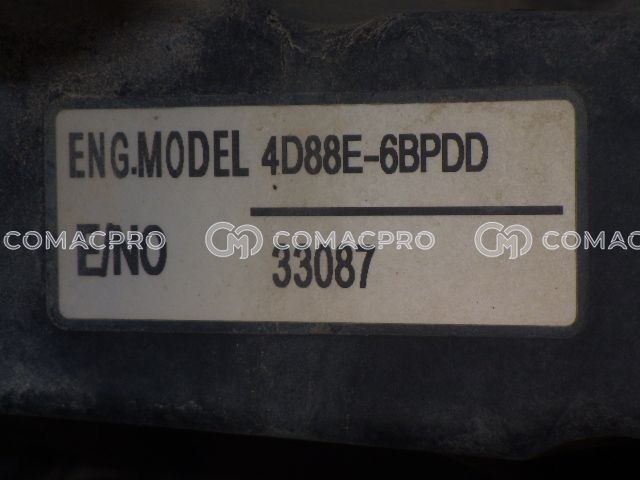 ENG.MODEL 4D88E-6BPDD
COMACPRO COMACPRO COMACPRO
E/NO 33087